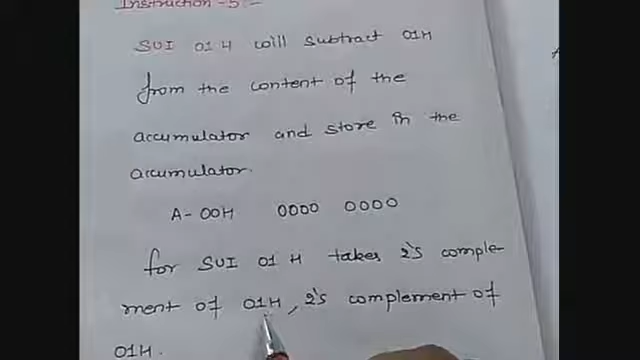 Instruction - 5 :-
SUI 01 H will subtract 01H
from the content of the
accumulator and store in the
accumulator.
A - 00H 0000 0000
for SUI 01 H takes 2's comple-
ment of 01H, 2's complement of
01H.